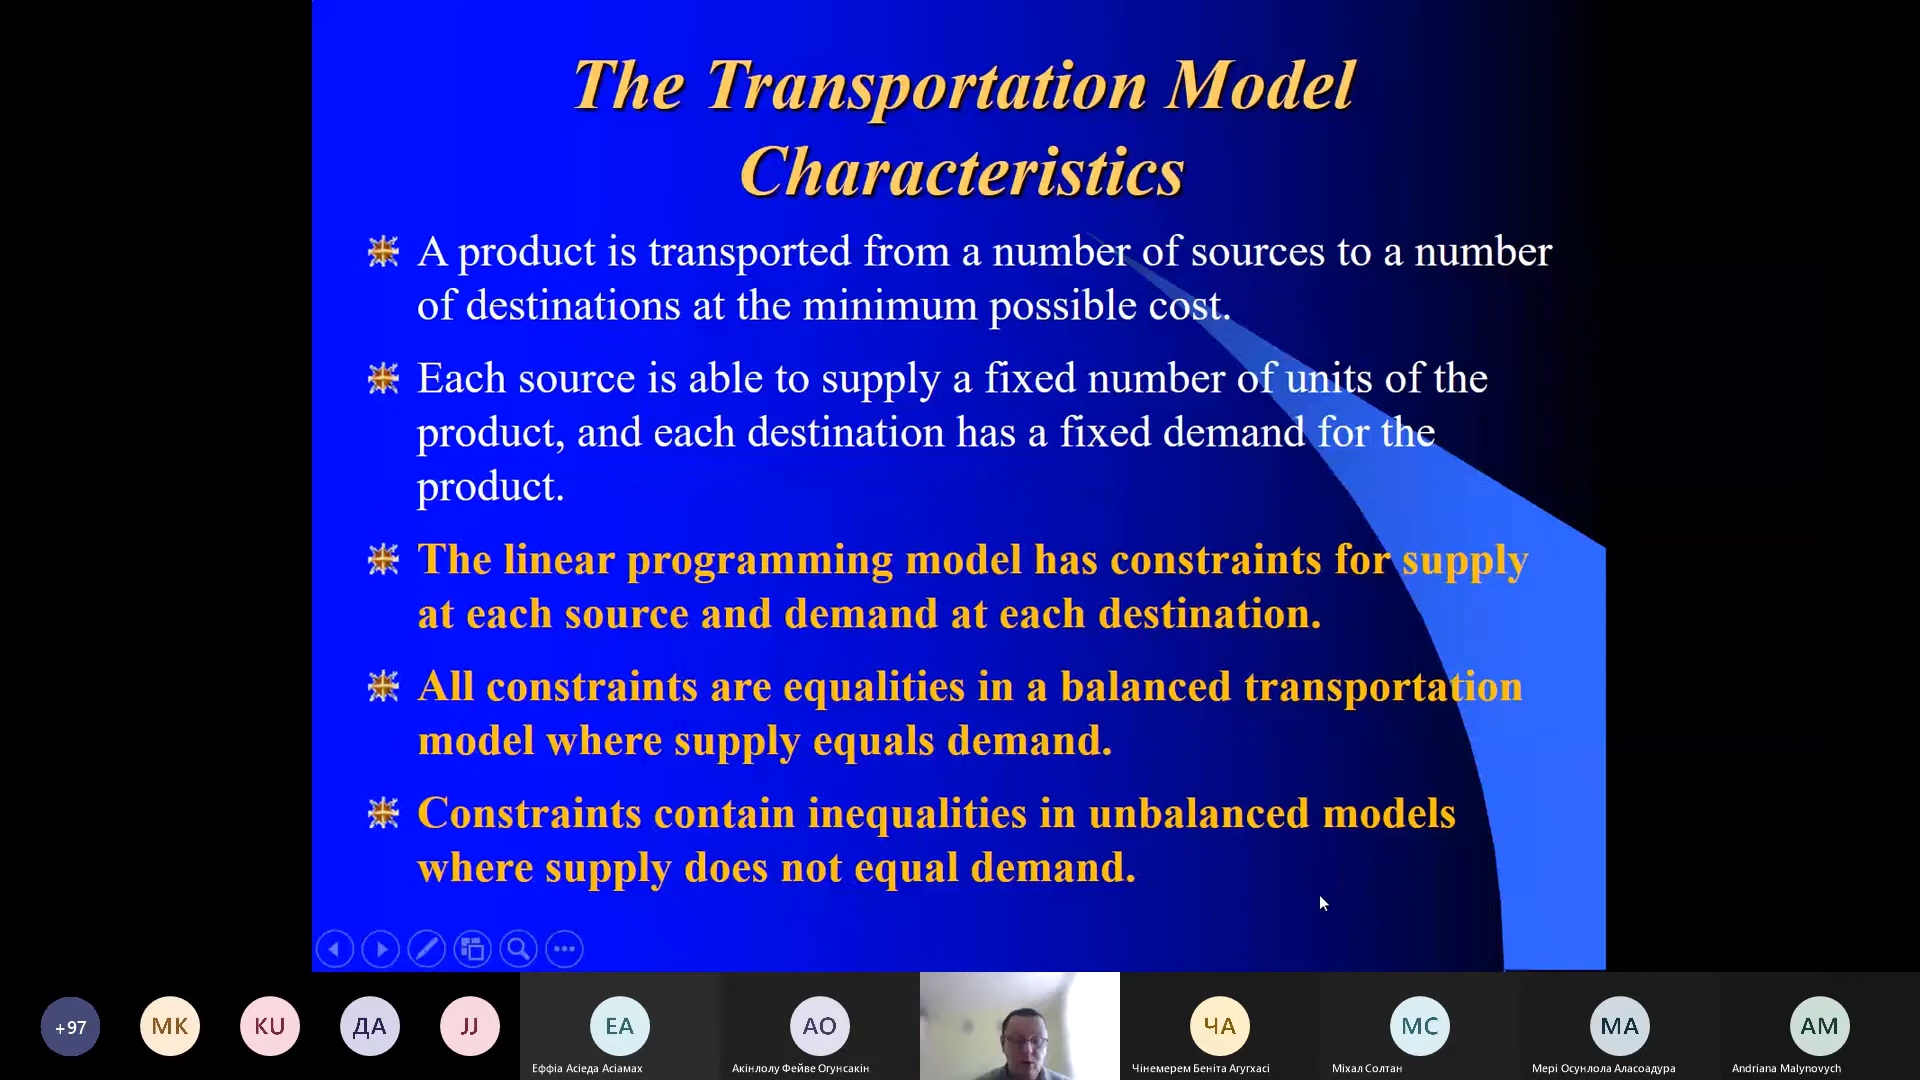 The Transportation Model
Characteristics
A product is transported from a number of sources to a number
of destinations at the minimum possible cost.
Each source is able to supply a fixed number of units of the
product, and each destination has a fixed demand for the
product.
The linear programming model has constraints for supply
at each source and demand at each destination.
All constraints are equalities in a balanced transportation
model where supply equals demand.
Constraints contain inequalities in unbalanced models
where supply does not equal demand.
+97
МК
KU
ДА
JJ
ЕА
АО
ЧА
МС
МА
AM
Еффіа Асіеда Асіамах
Акінлолу Фейве Огунсакін
Чінемерем Беніта Агугхасі
Міхал Солтан
Мері Осунлола Аласоадура
Andriana Malynovych